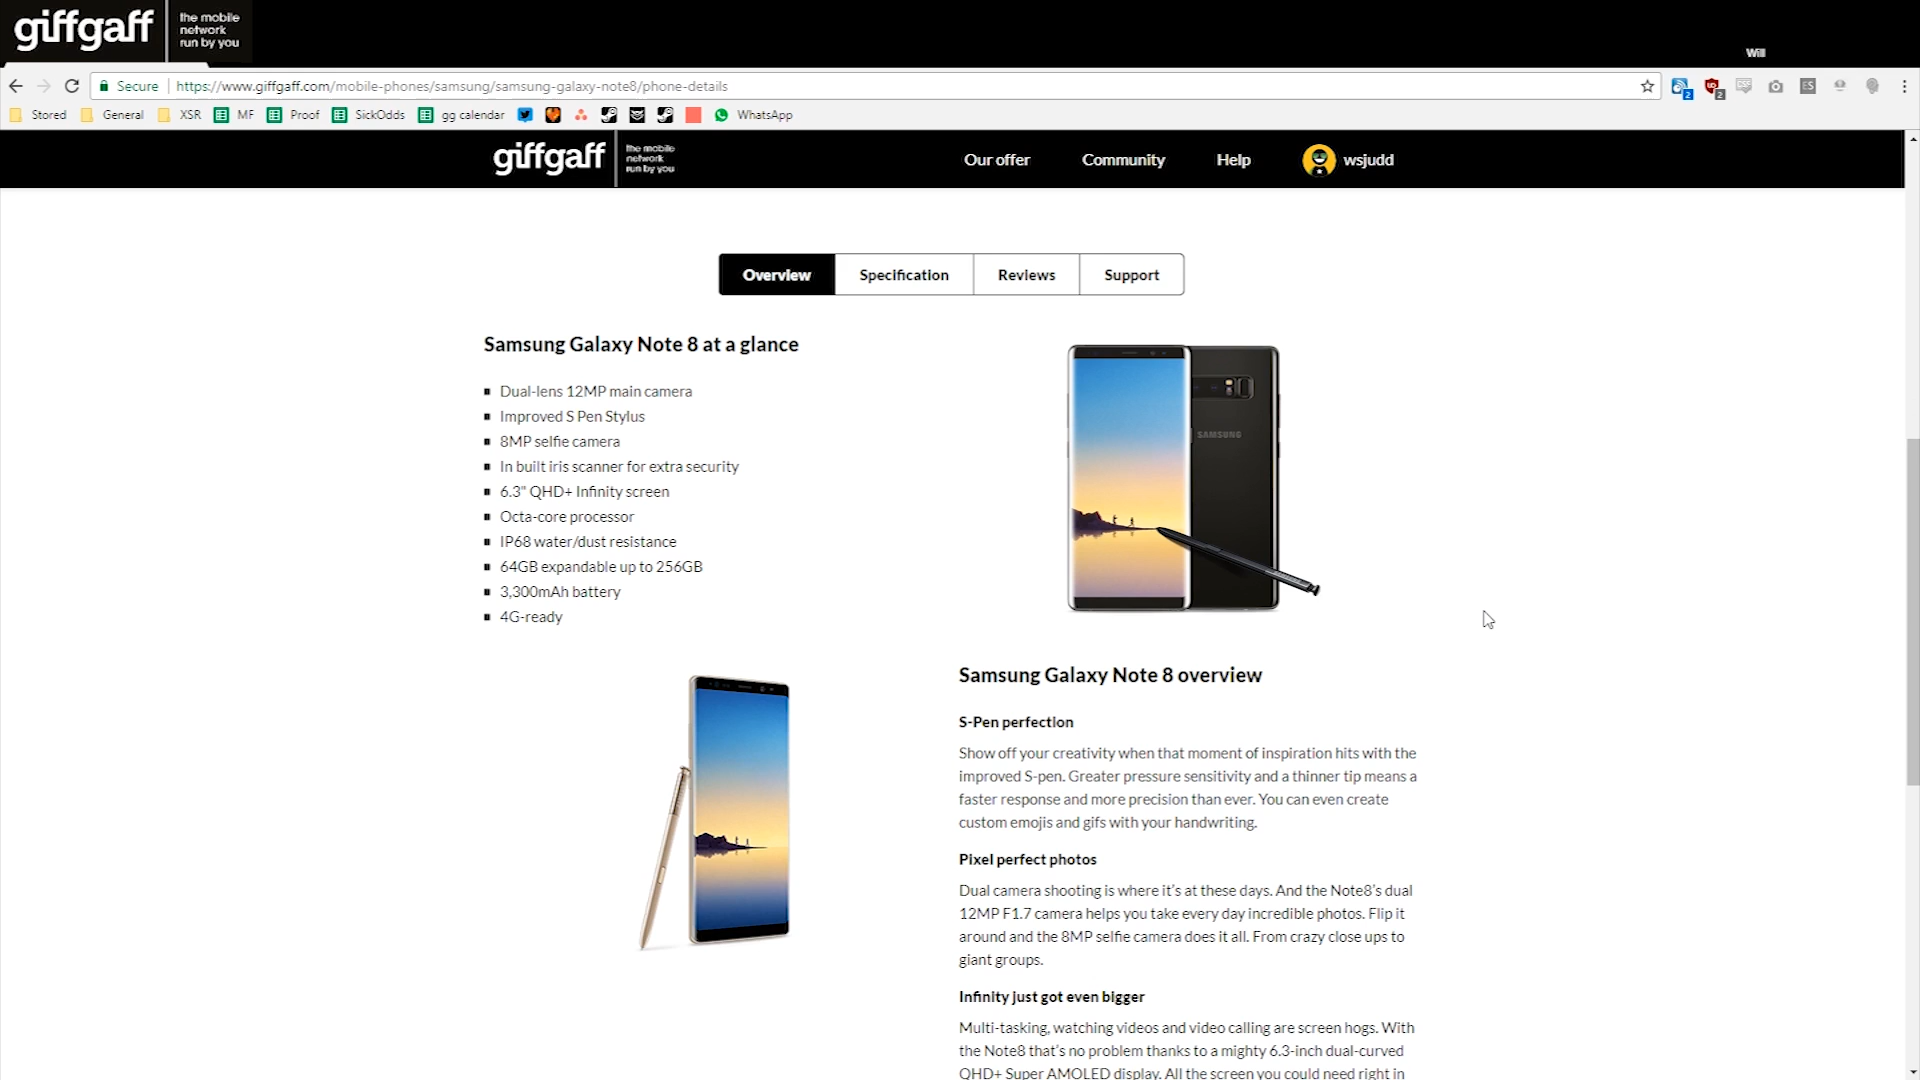 giffgaff
the mobile
network
run by you
Will
Secure
https://www.giffgaff.com/mobile-phones/samsung/samsung-galaxy-note8/phone-details
2
2
ES
Stored
General
XSR
MF
Proof
SickOdds
gg calendar
WhatsApp
giffgaff
the mobile
network
run by you
Our offer
Community
Help
wsjudd
Overview
Specification
Reviews
Support
Samsung Galaxy Note 8 at a glance
Dual-lens 12MP main camera
Improved S Pen Stylus
8MP selfie camera
In built iris scanner for extra security
6.3" QHD+ Infinity screen
Octa-core processor
IP68 water/dust resistance
64GB expandable up to 256GB
3,300mAh battery
4G-ready
SAMSUNG
Samsung Galaxy Note 8 overview
S-Pen perfection
Show off your creativity when that moment of inspiration hits with the
improved S-pen. Greater pressure sensitivity and a thinner tip means a
faster response and more precision than ever. You can even create
custom emojis and gifs with your handwriting.
Pixel perfect photos
Dual camera shooting is where it's at these days. And the Note8's dual
12MP F1.7 camera helps you take every day incredible photos. Flip it
around and the 8MP selfie camera does it all. From crazy close ups to
giant groups.
Infinity just got even bigger
Multi-tasking, watching videos and video calling are screen hogs. With
the Note8 that's no problem thanks to a mighty 6.3-inch dual-curved
QHD+ Super AMOLED display. All the screen you could need right in